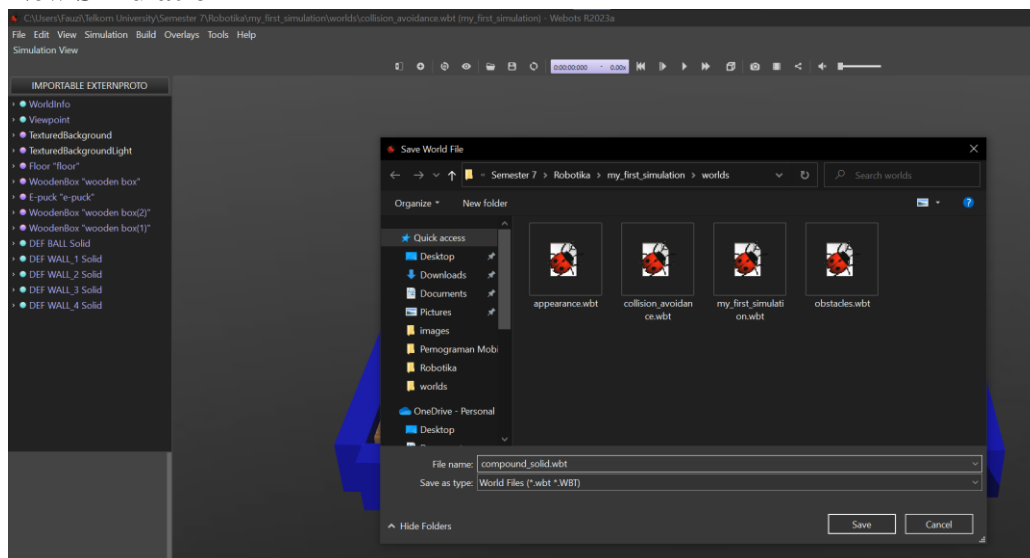 C:\Users\Fauzi\Telkom University\Semester 7\Robotika\my_first_simulation\worlds\collision_avoidance.wbt (my_first_simulation) - Webots R2023a
File Edit View Simulation Build Overlays Tools Help
Simulation View
0:00:00:000 - 0.00x
IMPORTABLE EXTERNPROTO
WorldInfo
Viewpoint
TexturedBackground
TexturedBackgroundLight
Floor "floor"
WoodenBox "wooden box"
E-puck "e-puck"
WoodenBox "wooden box(2)"
WoodenBox "wooden box(1)"
DEF BALL Solid
DEF WALL_1 Solid
DEF WALL_2 Solid
DEF WALL_3 Solid
DEF WALL_4 Solid
Save World File
« Semester 7 > Robotika > my_first_simulation > worlds
Search worlds
Organize
New folder
Quick access
Desktop
Downloads
Documents
Pictures
images
Pemograman Mobi
Robotika
worlds
OneDrive - Personal
Desktop
appearance.wbt
collision_avoidan
ce.wbt
my_first_simulati
on.wbt
obstacles.wbt
File name: compound_solid.wbt
Save as type: World Files (*.wbt *.WBT)
Hide Folders
Save
Cancel